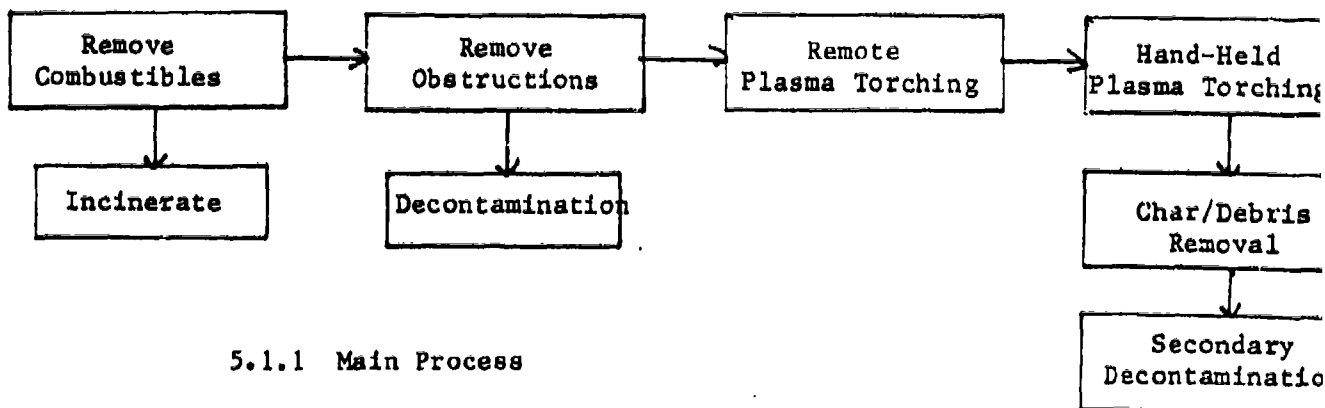 Remove
Combustibles
Remove
Obstructions
Remote
Plasma Torching
Hand-Held
Plasma Torching
Incinerate
Decontamination
Char/Debris
Removal
5.1.1 Main Process
Secondary
Decontaminatio